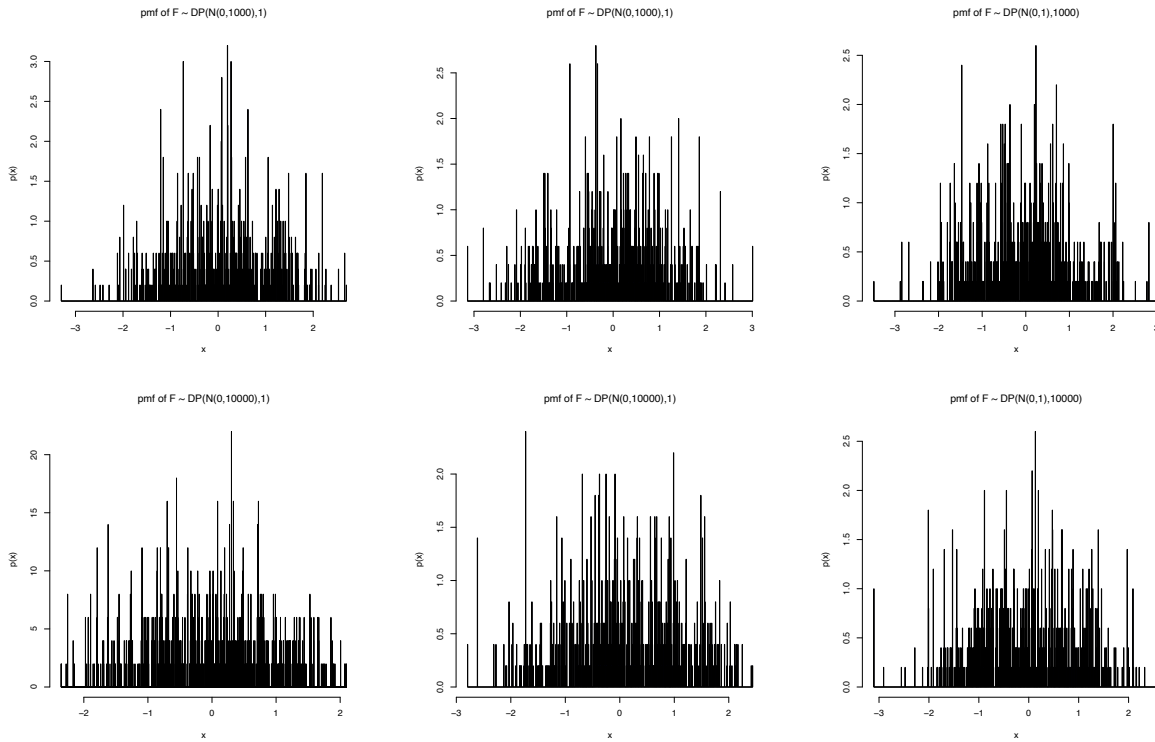 pmf of F ~ DP(N(0,1000),1)
p(x)
3.0
2.5
2.0
1.5
1.0
0.5
0.0
−3 −2 −1 0 1 2
x
pmf of F ~ DP(N(0,1000),1)
p(x)
2.5
2.0
1.5
1.0
0.5
0.0
−3 −2 −1 0 1 2 3
x
pmf of F ~ DP(N(0,1),1000)
p(x)
2.5
2.0
1.5
1.0
0.5
0.0
−3 −2 −1 0 1 2 3
x
pmf of F ~ DP(N(0,10000),1)
p(x)
20
15
10
5
0
−2 −1 0 1 2
x
pmf of F ~ DP(N(0,10000),1)
p(x)
2.0
1.5
1.0
0.5
0.0
−3 −2 −1 0 1 2
x
pmf of F ~ DP(N(0,1),10000)
p(x)
2.5
2.0
1.5
1.0
0.5
0.0
−3 −2 −1 0 1 2
x